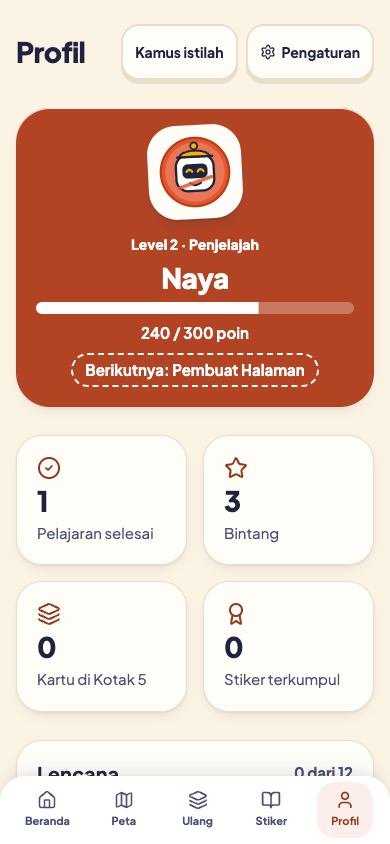 Profil
Kamus istilah
Pengaturan
Level 2 · Penjelajah
Naya
240 / 300 poin
Berikutnya: Pembuat Halaman
1
Pelajaran selesai
3
Bintang
0
Kartu di Kotak 5
0
Stiker terkumpul
Lencana
0 dari 12
Beranda
Peta
Ulang
Stiker
Profil